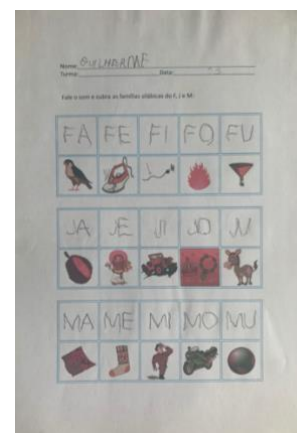 Nome: GUILHERME
Turma: Data:
Fale o som e cubra as famílias silábicas do F, J e M:
FA FE FI FO FU
JA JE JI JO JU
MA ME MI MO MU